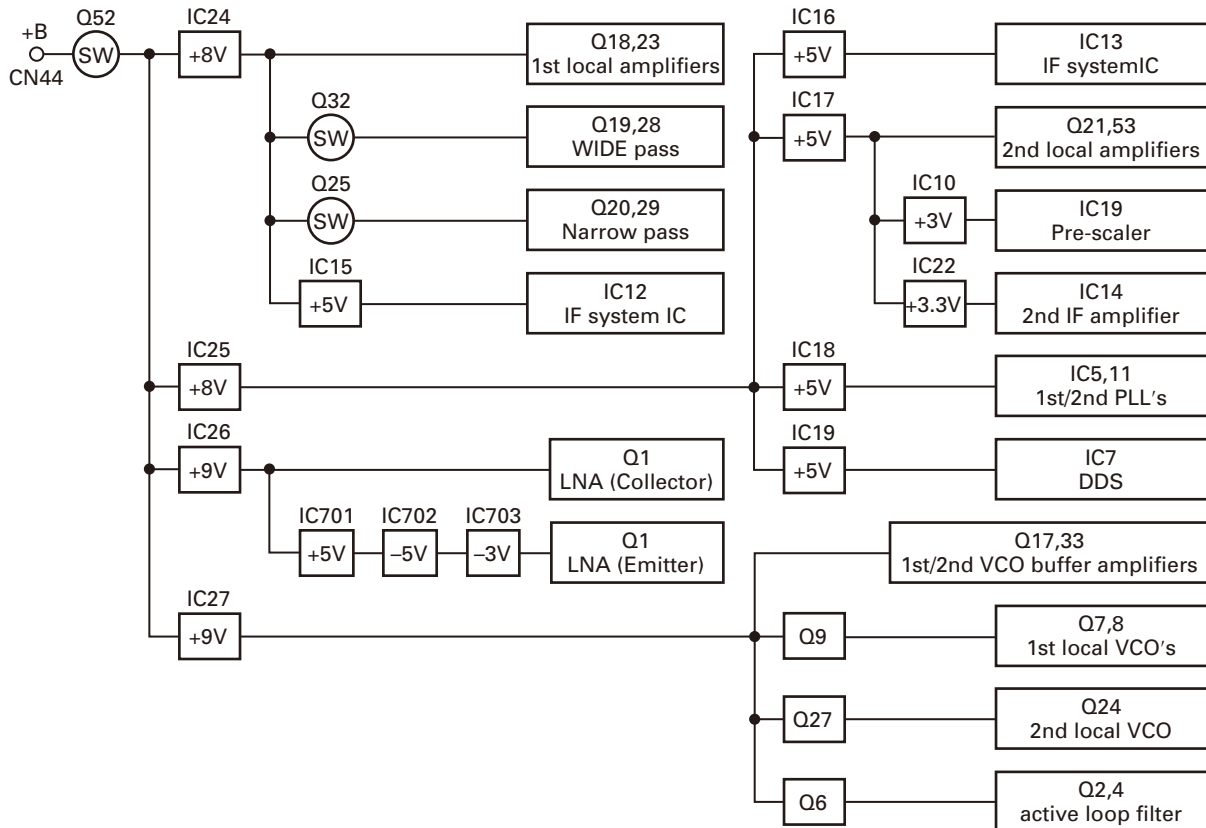 +B
CN44
Q52
SW
IC24
+8V
Q18,23
1st local amplifiers
Q32
SW
Q19,28
WIDE pass
Q25
SW
Q20,29
Narrow pass
IC15
+5V
IC12
IF system IC
IC25
+8V
IC16
+5V
IC13
IF systemIC
IC17
+5V
Q21,53
2nd local amplifiers
IC10
+3V
IC19
Pre-scaler
IC22
+3.3V
IC14
2nd IF amplifier
IC18
+5V
IC5,11
1st/2nd PLL's
IC19
+5V
IC7
DDS
IC26
+9V
Q1
LNA (Collector)
IC701
+5V
IC702
–5V
IC703
–3V
Q1
LNA (Emitter)
IC27
+9V
Q17,33
1st/2nd VCO buffer amplifiers
Q9
Q7,8
1st local VCO's
Q27
Q24
2nd local VCO
Q6
Q2,4
active loop filter